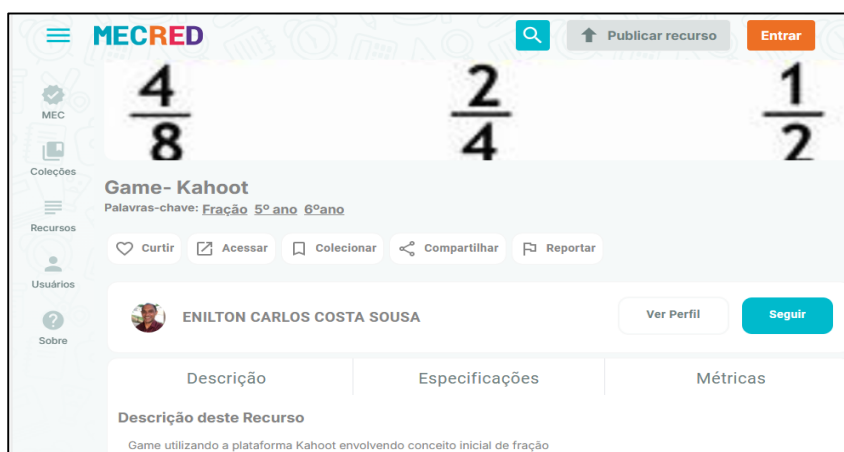 MECRED
Publicar recurso
Entrar
MEC
Coleções
Recursos
Usuários
Sobre
4 2 1
8 4 2
Game- Kahoot
Palavras-chave: Fração 5º ano 6ºano
Curtir Acessar Colecionar Compartilhar Reportar
ENILTON CARLOS COSTA SOUSA
Ver Perfil Seguir
Descrição Especificações Métricas
Descrição deste Recurso
Game utilizando a plataforma Kahoot envolvendo conceito inicial de fração